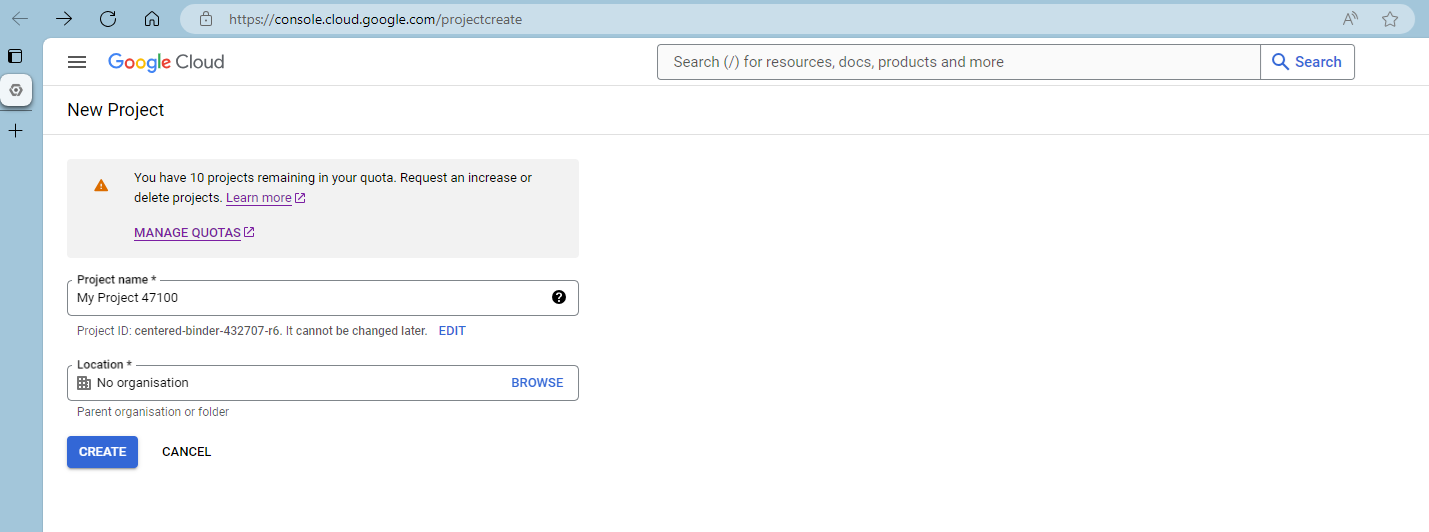 https://console.cloud.google.com/projectcreate
Google Cloud
Search (/) for resources, docs, products and more
Search
New Project
You have 10 projects remaining in your quota. Request an increase or
delete projects. Learn more
MANAGE QUOTAS
Project name *
My Project 47100
Project ID: centered-binder-432707-r6. It cannot be changed later. EDIT
Location *
No organisation BROWSE
Parent organisation or folder
CREATE CANCEL